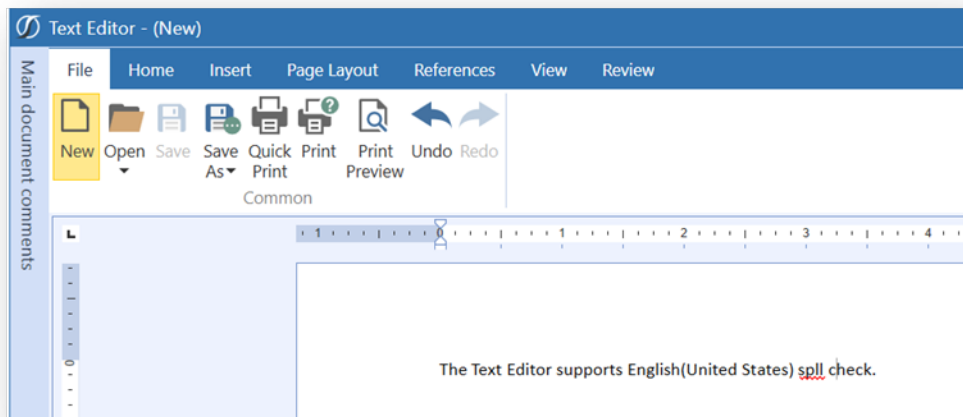 Text Editor - (New)
Main document comments
File Home Insert Page Layout References View Review
New Open Save Save As Quick Print Print Print Preview Undo Redo
Common
L
1 0 1 2 3 4
0
The Text Editor supports English(United States) spll check.